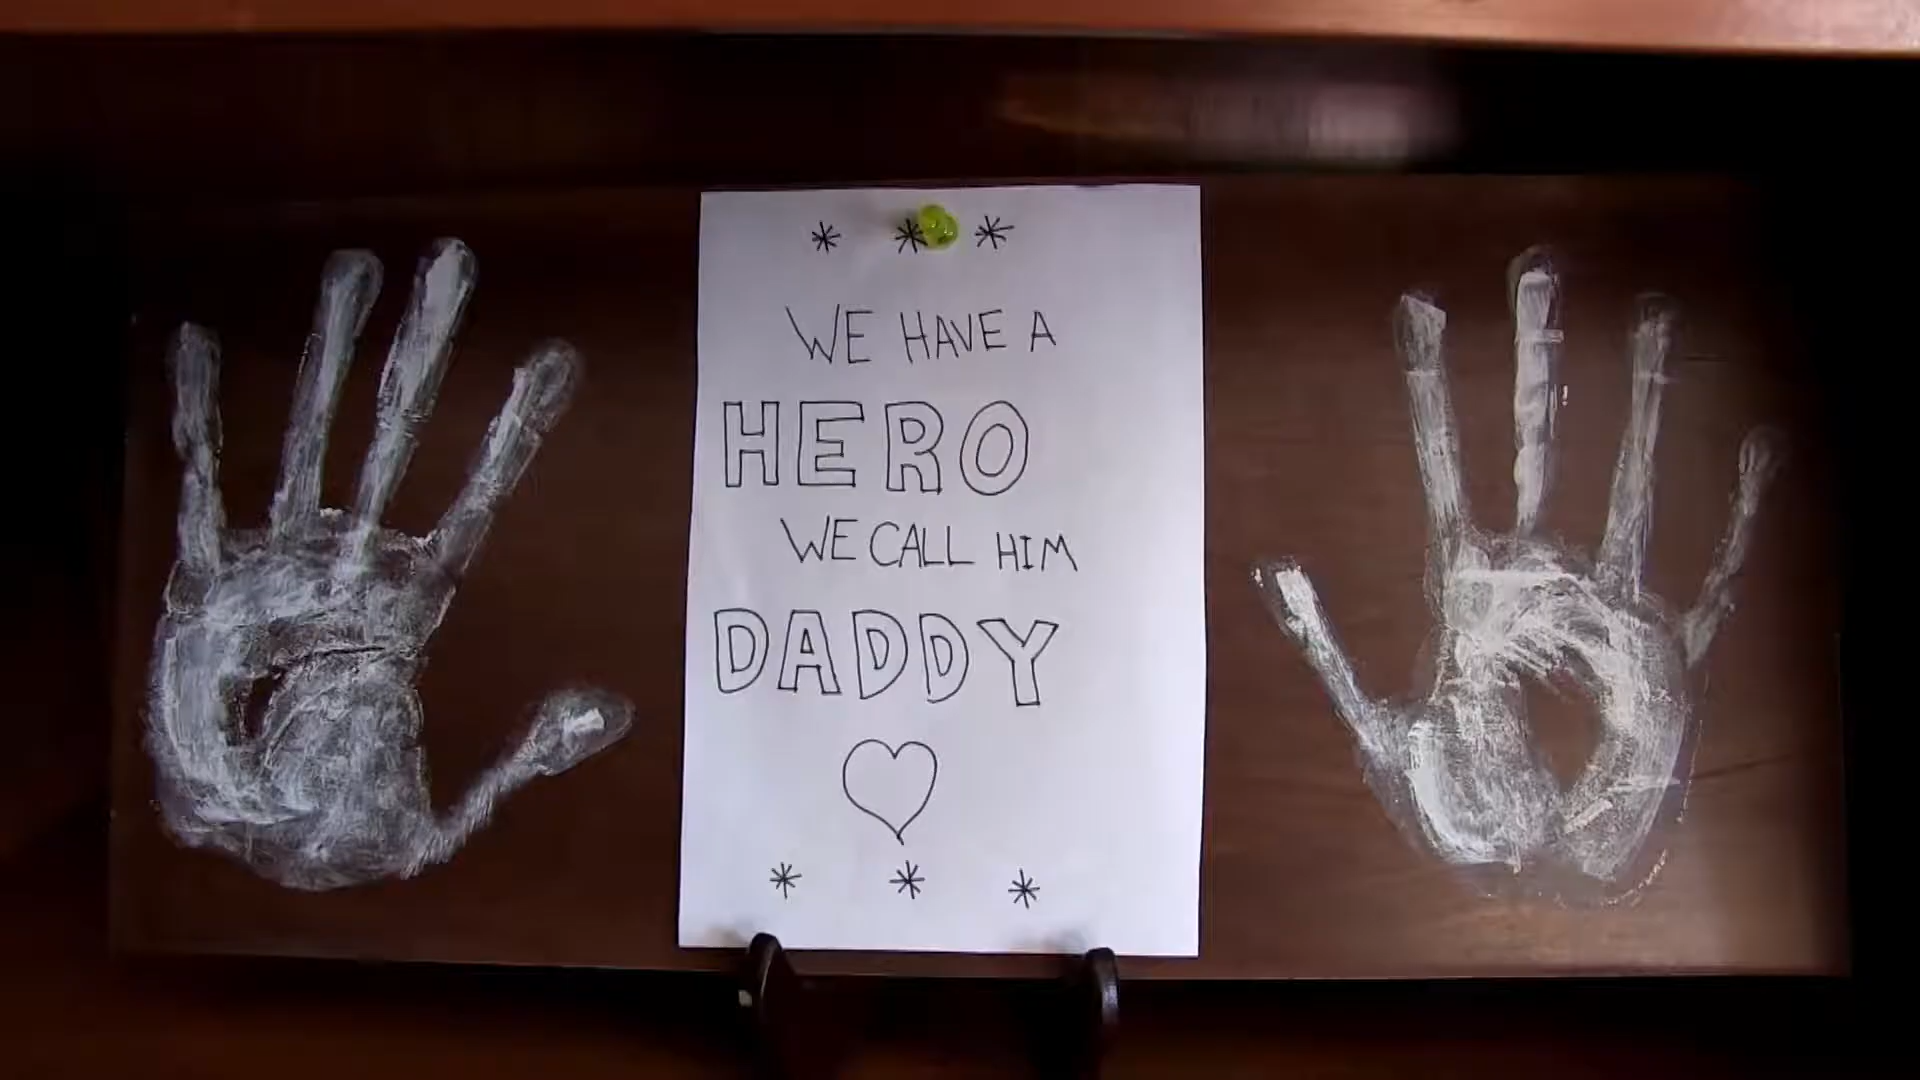 * * *
WE HAVE A
HERO
WE CALL HIM
DADDY
* * *